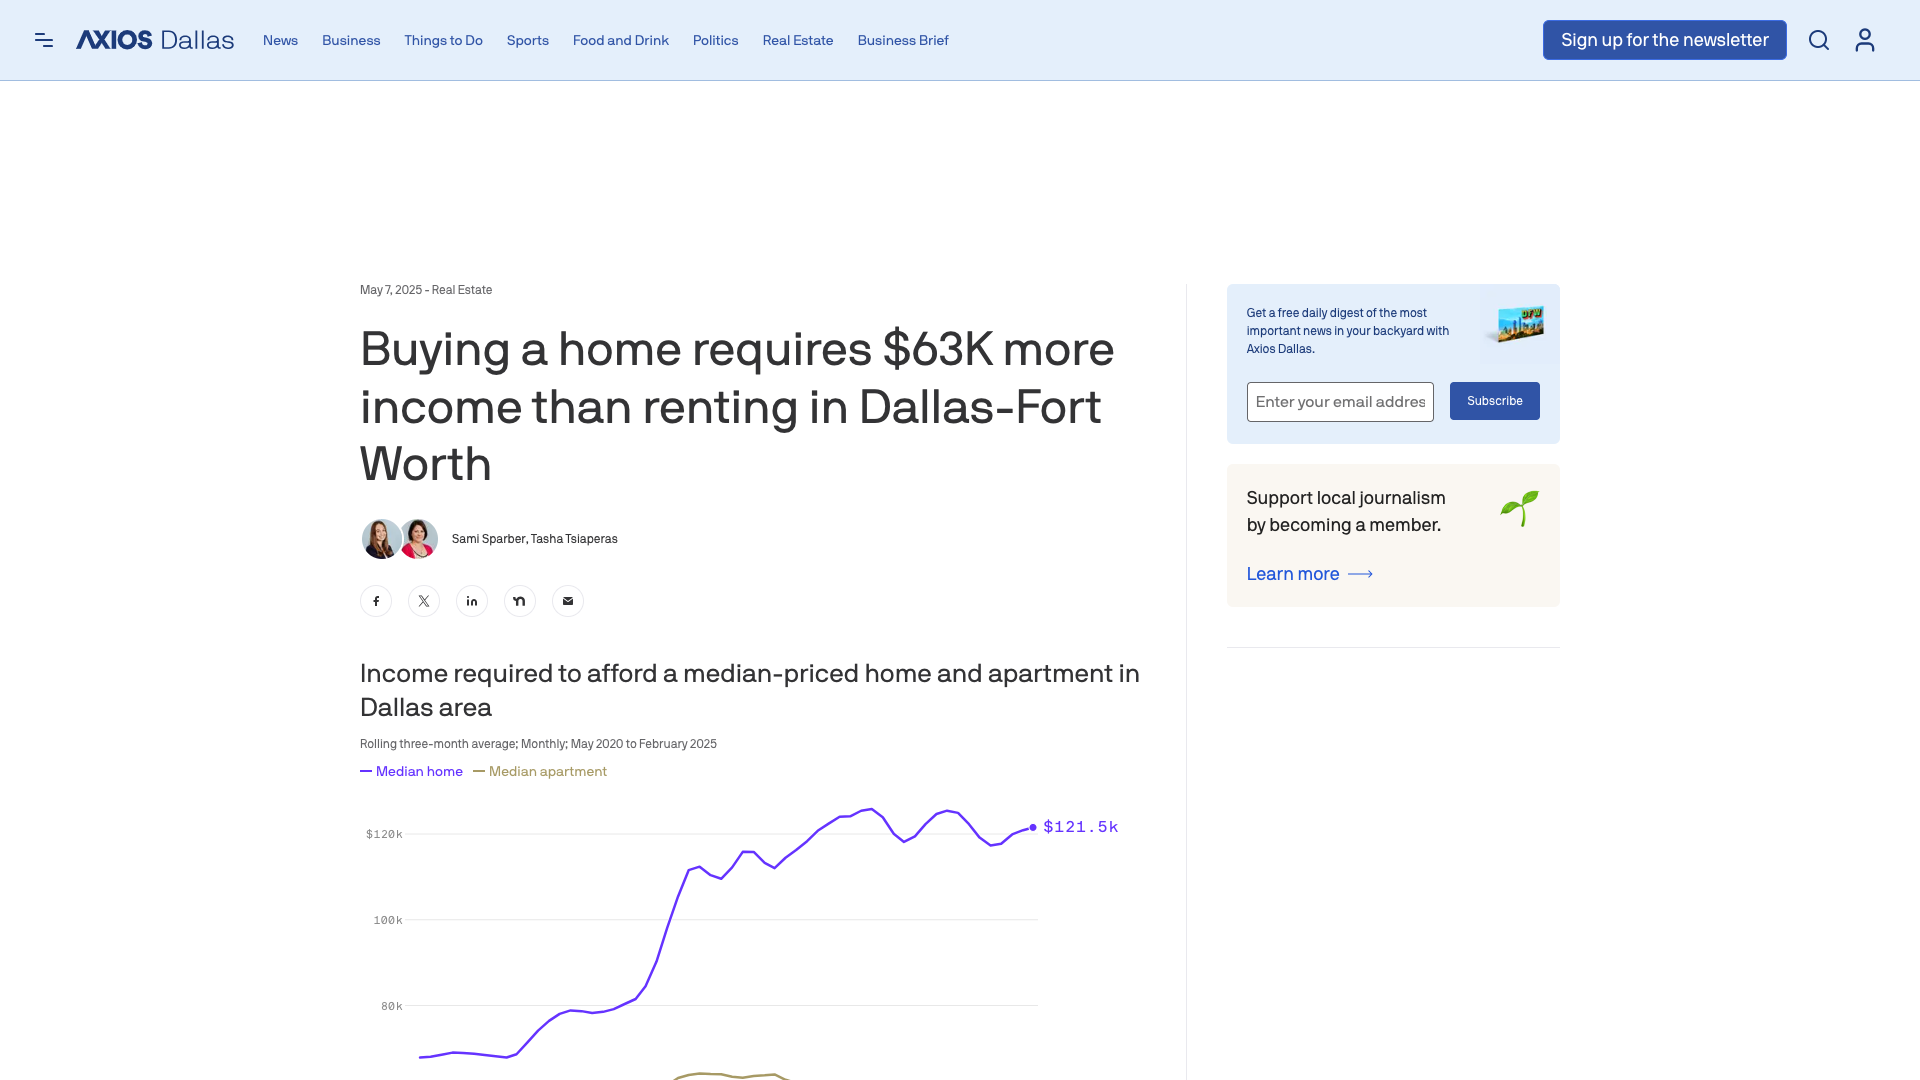 AXIOS Dallas
News
Business
Things to Do
Sports
Food and Drink
Politics
Real Estate
Business Brief
Sign up for the newsletter
May 7, 2025 - Real Estate
Buying a home requires $63K more
income than renting in Dallas-Fort
Worth
Sami Sparber, Tasha Tsiaperas
Income required to afford a median-priced home and apartment in
Dallas area
Rolling three-month average; Monthly; May 2020 to February 2025
Median home
Median apartment
$120k
$121.5k
100k
80k
Get a free daily digest of the most
important news in your backyard with
Axios Dallas.
DFW
Enter your email addres
Subscribe
Support local journalism
by becoming a member.
Learn more